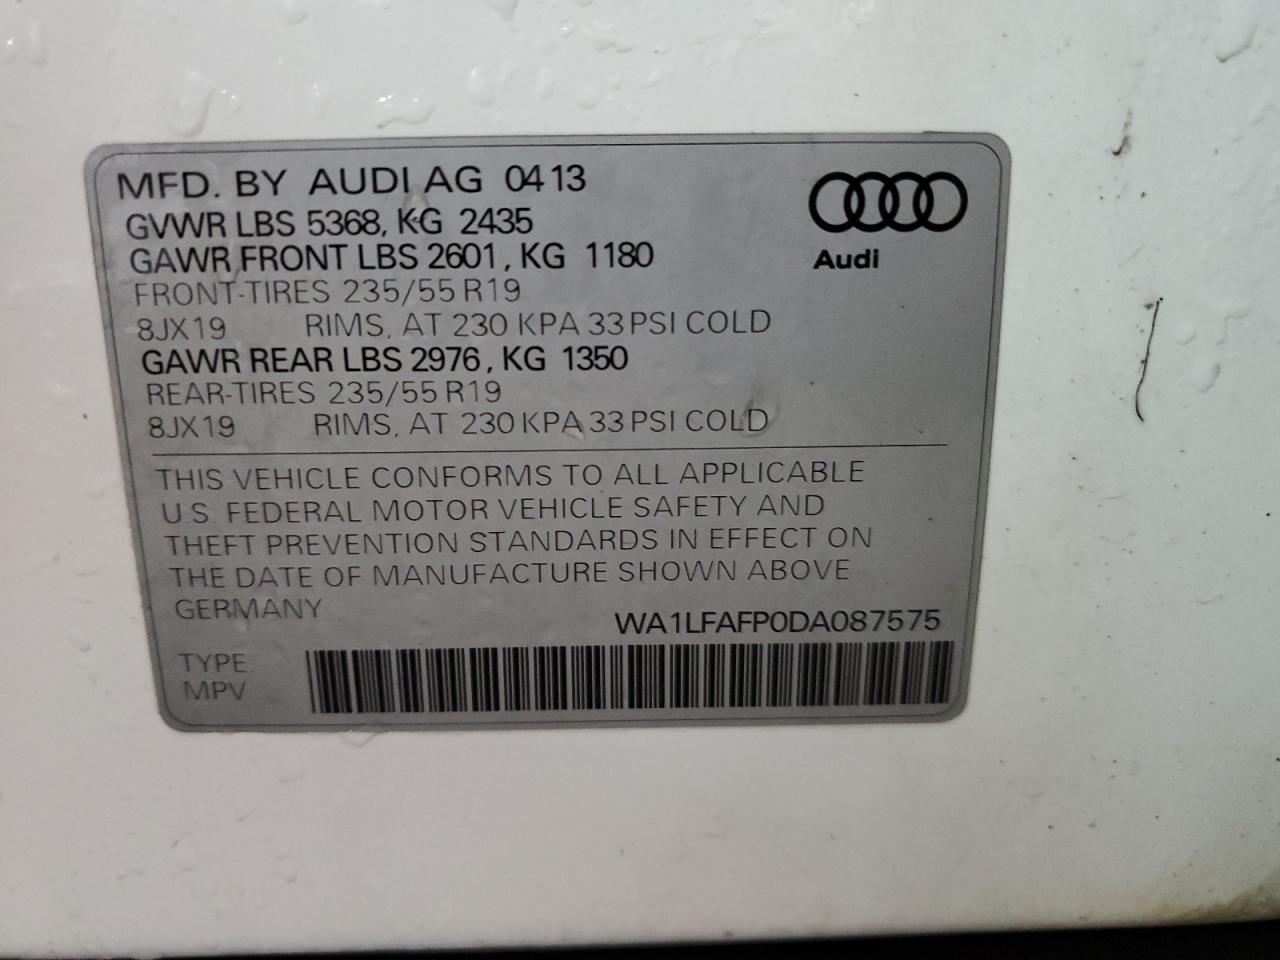 MFD. BY AUDI AG 0413
GVWR LBS 5368, KG 2435
GAWR FRONT LBS 2601, KG 1180
FRONT-TIRES 235/55 R19
8JX19 RIMS, AT 230 KPA 33 PSI COLD
GAWR REAR LBS 2976, KG 1350
REAR-TIRES 235/55 R19
8JX19 RIMS, AT 230 KPA 33 PSI COLD
Audi
THIS VEHICLE CONFORMS TO ALL APPLICABLE
U.S. FEDERAL MOTOR VEHICLE SAFETY AND
THEFT PREVENTION STANDARDS IN EFFECT ON
THE DATE OF MANUFACTURE SHOWN ABOVE
GERMANY
WA1LFAFP0DA087575
TYPE
MPV